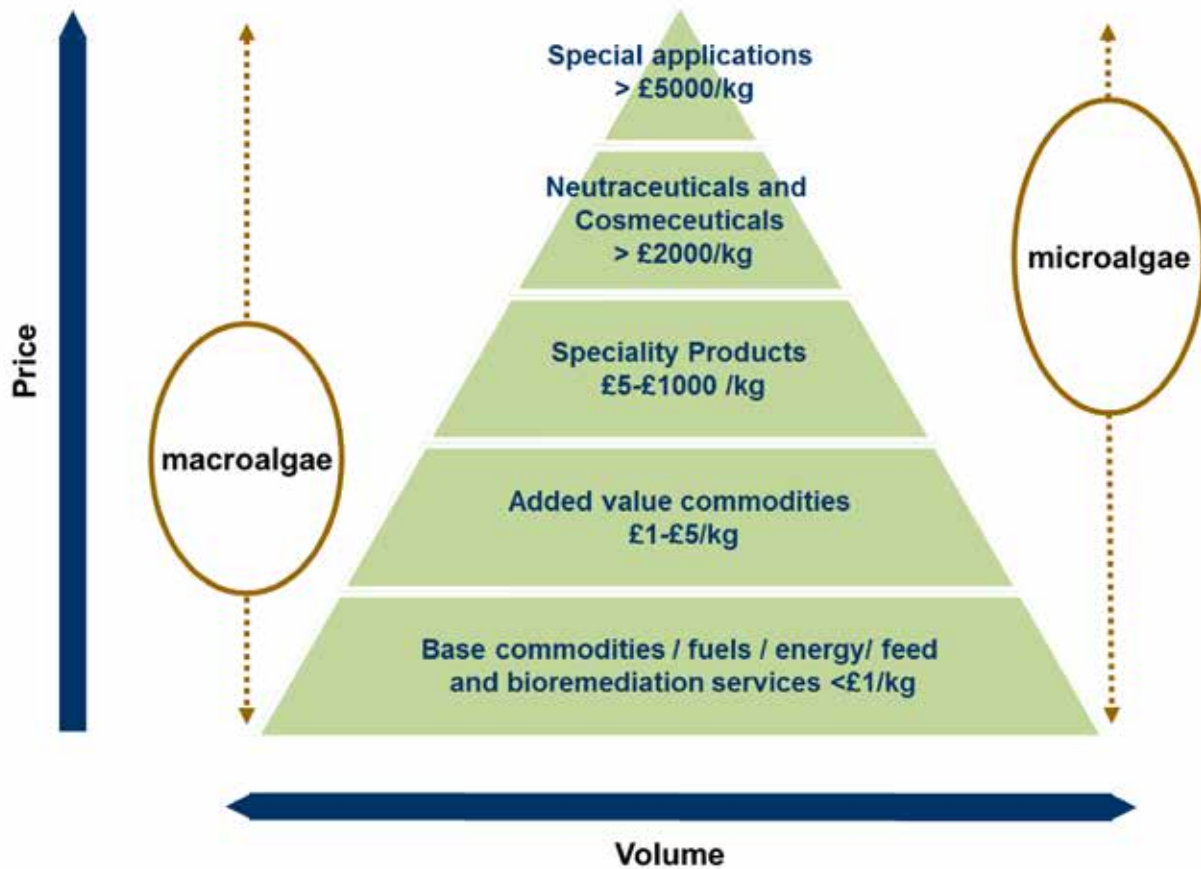 Special applications
> £5000/kg
Neutraceuticals and
Cosmeceuticals
> £2000/kg
microalgae
Price
Speciality Products
£5-£1000 /kg
macroalgae
Added value commodities
£1-£5/kg
Base commodities / fuels / energy/ feed
and bioremediation services <£1/kg
Volume